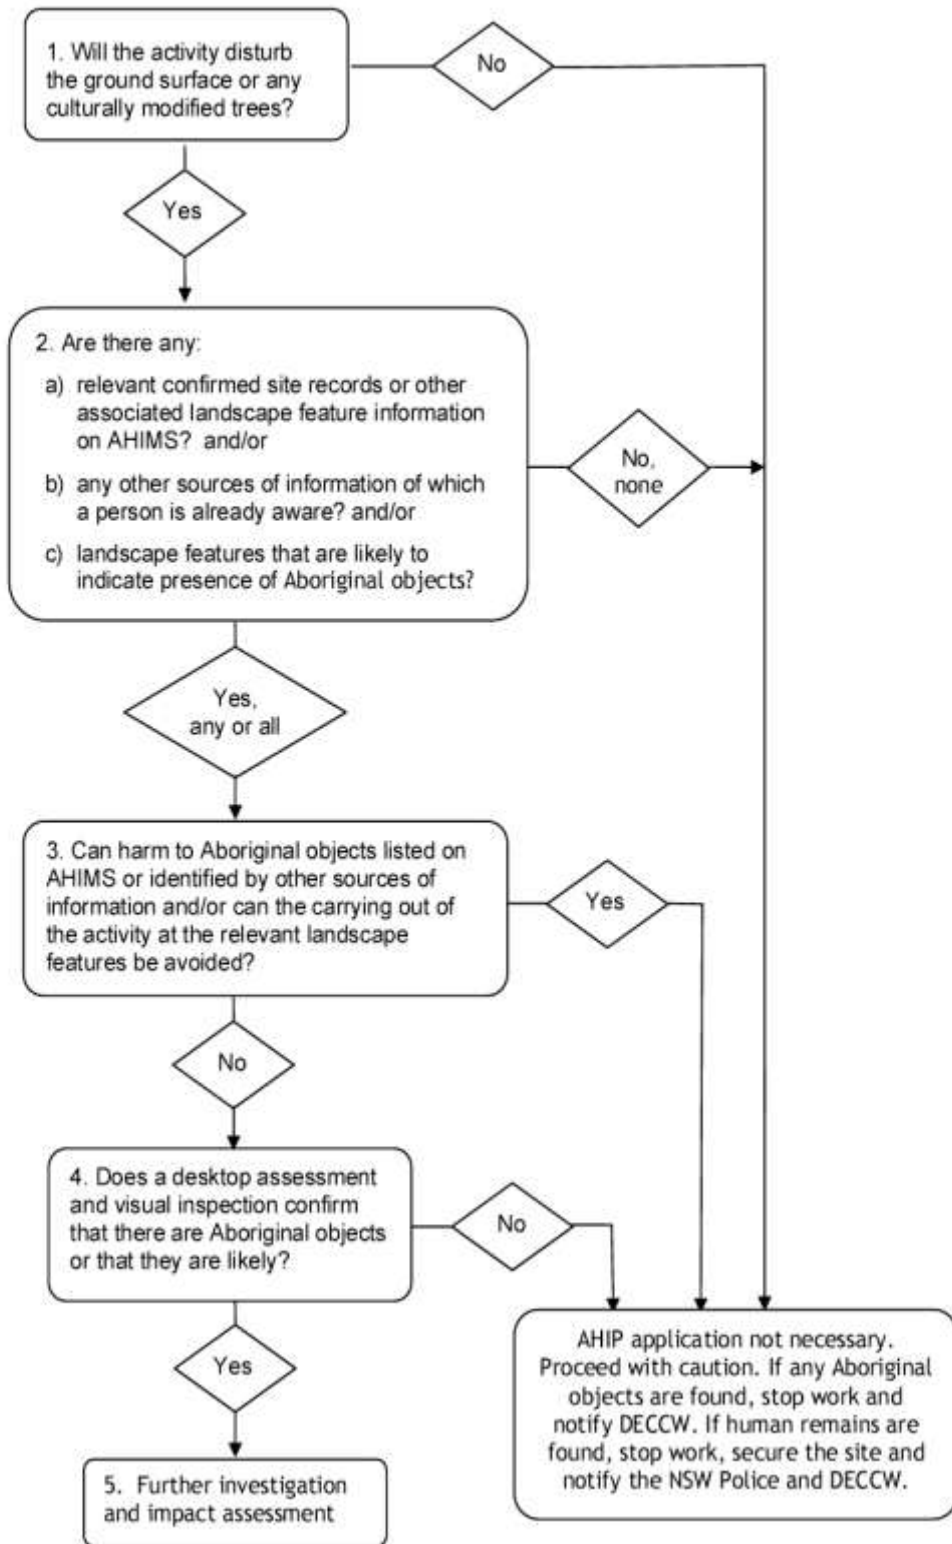 1. Will the activity disturb
the ground surface or any
culturally modified trees?
No
Yes
2. Are there any:
a) relevant confirmed site records or other
associated landscape feature information
on AHIMS? and/or
b) any other sources of information of which
a person is already aware? and/or
c) landscape features that are likely to
indicate presence of Aboriginal objects?
No,
none
Yes,
any or all
3. Can harm to Aboriginal objects listed on
AHIMS or identified by other sources of
information and/or can the carrying out of
the activity at the relevant landscape
features be avoided?
Yes
No
4. Does a desktop assessment
and visual inspection confirm
that there are Aboriginal objects
or that they are likely?
No
Yes
5. Further investigation
and impact assessment
AHIP application not necessary.
Proceed with caution. If any Aboriginal
objects are found, stop work and
notify DECCW. If human remains are
found, stop work, secure the site and
notify the NSW Police and DECCW.